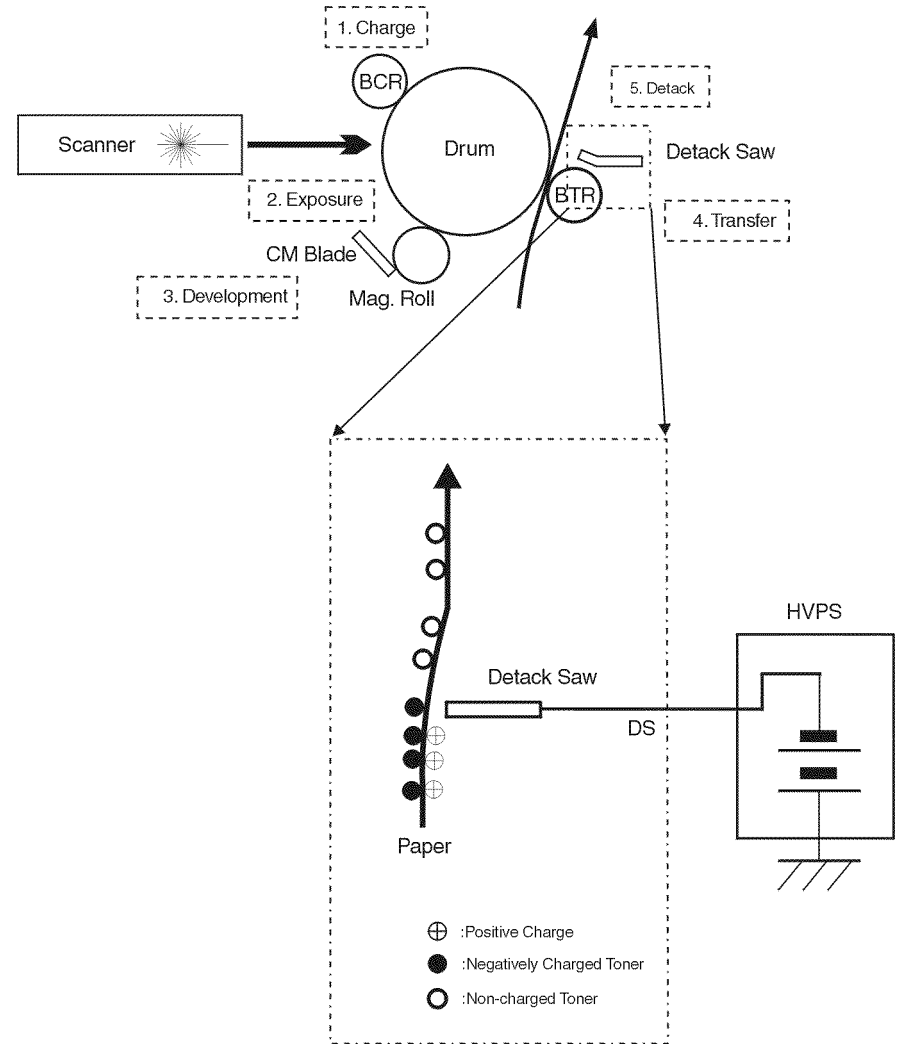 1. Charge
BCR
5. Detack
Scanner
Drum
Detack Saw
2. Exposure
BTR
4. Transfer
CM Blade
3. Development
Mag. Roll
HVPS
Detack Saw
DS
Paper
:Positive Charge
:Negatively Charged Toner
:Non-charged Toner